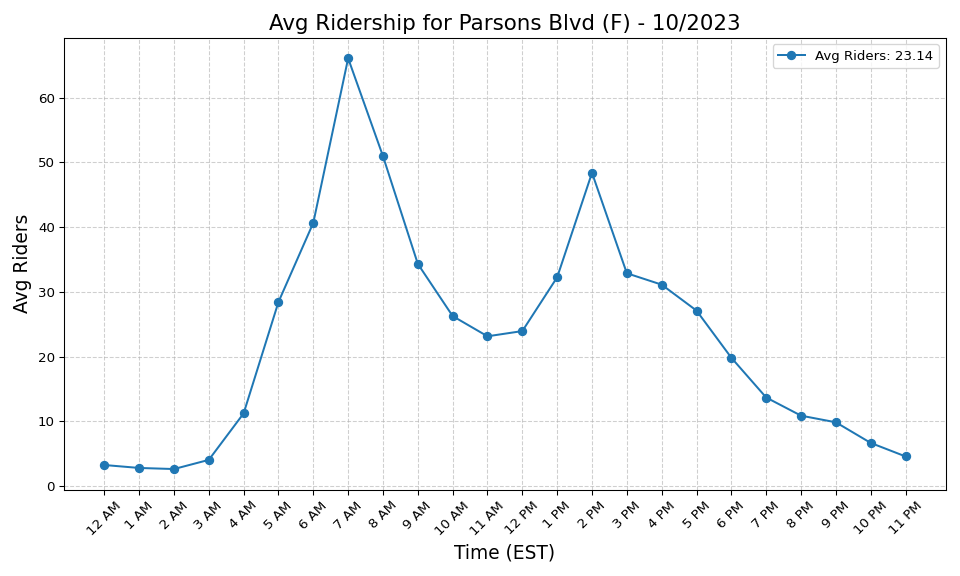 Avg Ridership for Parsons Blvd (F) - 10/2023
Avg Riders: 23.14
60
50
40
30
20
10
0
Avg Riders
12 AM 1 AM 2 AM 3 AM 4 AM 5 AM 6 AM 7 AM 8 AM 9 AM 10 AM 11 AM 12 PM 1 PM 2 PM 3 PM 4 PM 5 PM 6 PM 7 PM 8 PM 9 PM 10 PM 11 PM
Time (EST)